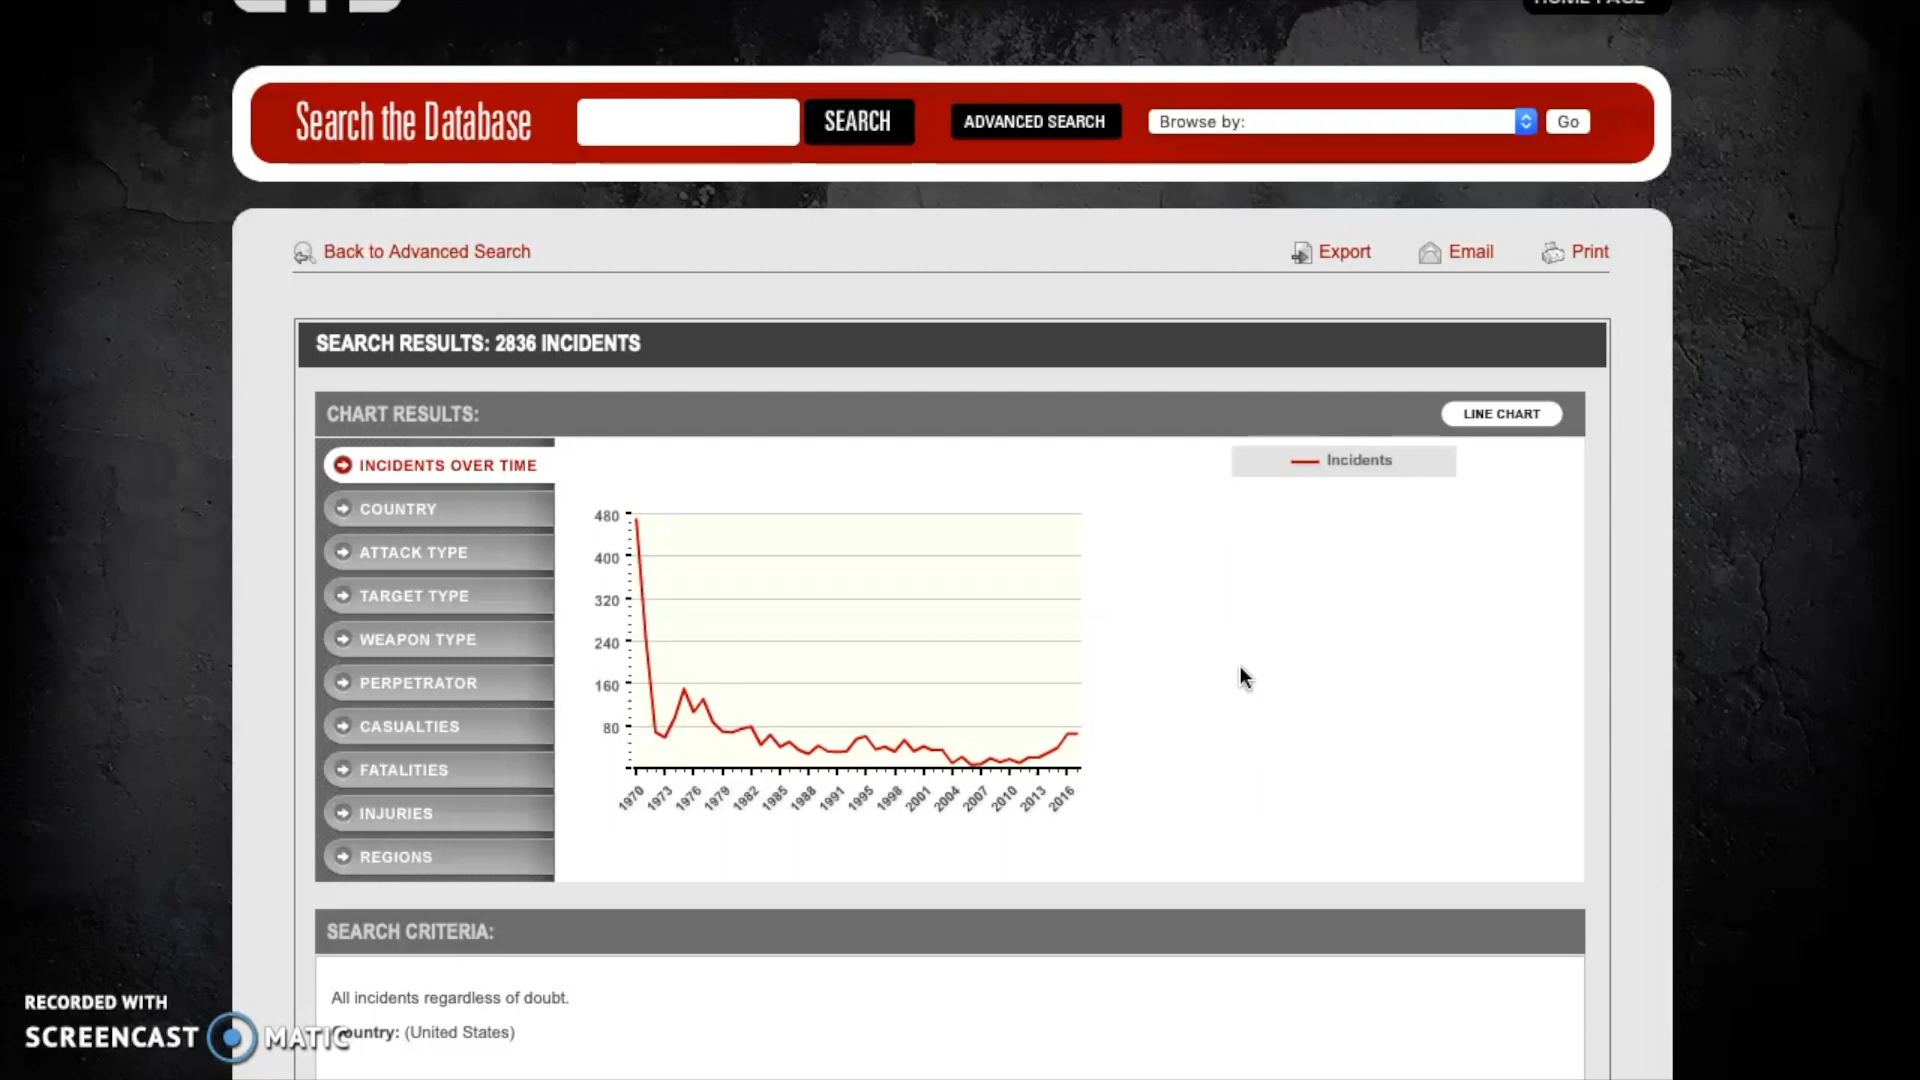 HOME PAGE
Search the Database
SEARCH
ADVANCED SEARCH
Browse by:
Go
Back to Advanced Search
Export
Email
Print
SEARCH RESULTS: 2836 INCIDENTS
CHART RESULTS:
LINE CHART
INCIDENTS OVER TIME
COUNTRY
ATTACK TYPE
TARGET TYPE
WEAPON TYPE
PERPETRATOR
CASUALTIES
FATALITIES
INJURIES
REGIONS
Incidents
480
400
320
240
160
80
1970 1973 1976 1979 1982 1985 1988 1991 1995 1998 2001 2004 2007 2010 2013 2016
SEARCH CRITERIA:
All incidents regardless of doubt.
Country: (United States)
RECORDED WITH
SCREENCAST MATIC